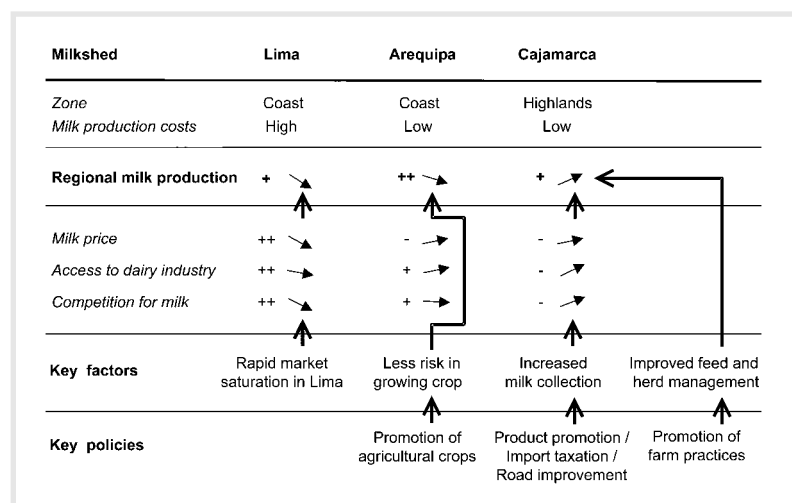 Milkshed Lima Arequipa Cajamarca
Zone Coast Coast Highlands
Milk production costs High Low Low
Regional milk production + ++ +
Milk price ++ - -
Access to dairy industry ++ + -
Competition for milk ++ + -
Key factors Rapid market saturation in Lima Less risk in growing crop Increased milk collection Improved feed and herd management
Key policies Promotion of agricultural crops Product promotion / Import taxation / Road improvement Promotion of farm practices